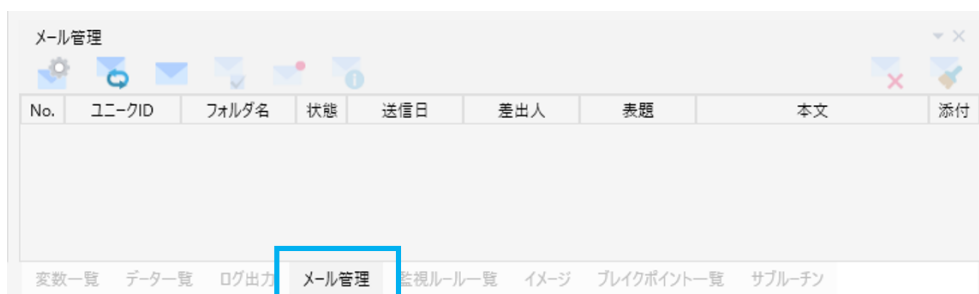 メール管理
No. ユニークID フォルダ名 状態 送信日 差出人 表題 本文 添付
変数一覧 データ一覧 ログ出力 メール管理 監視ルール一覧 イメージ ブレイクポイント一覧 サブルーチン